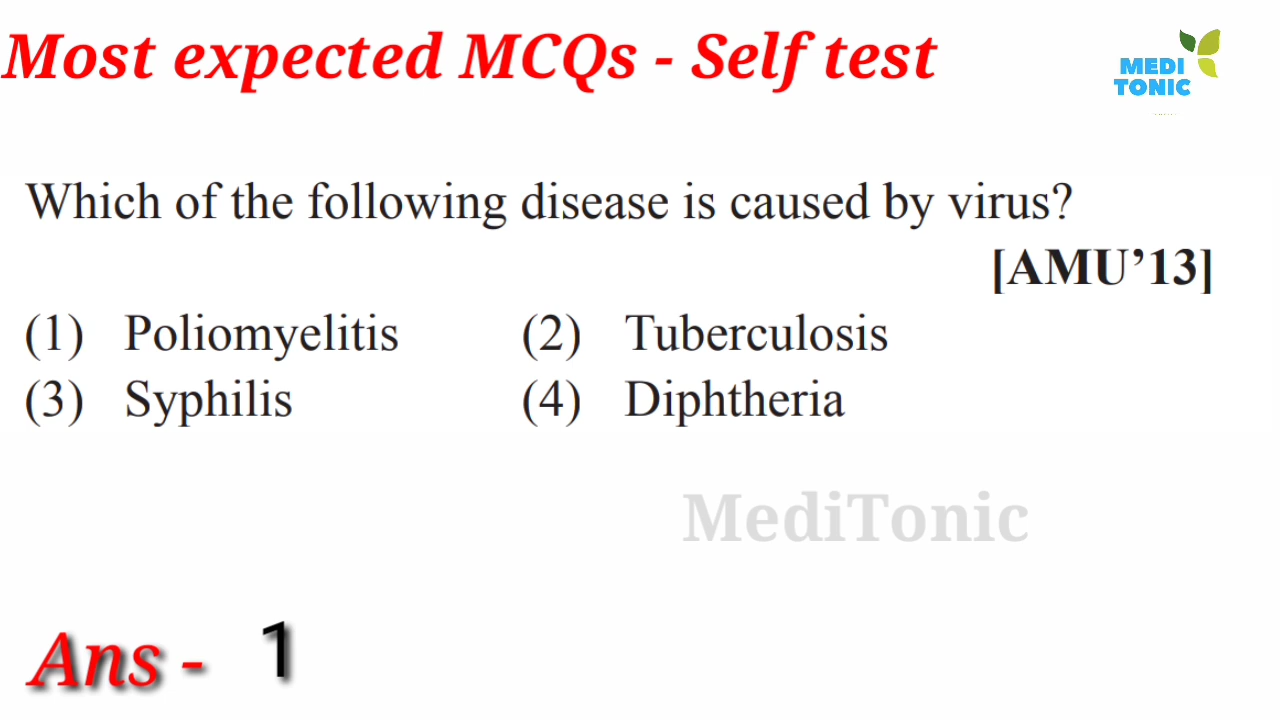 Most expected MCQs - Self test
MEDI
TONIC
Which of the following disease is caused by virus?
[AMU’13]
(1) Poliomyelitis (2) Tuberculosis
(3) Syphilis (4) Diphtheria
MediTonic
Ans - 1